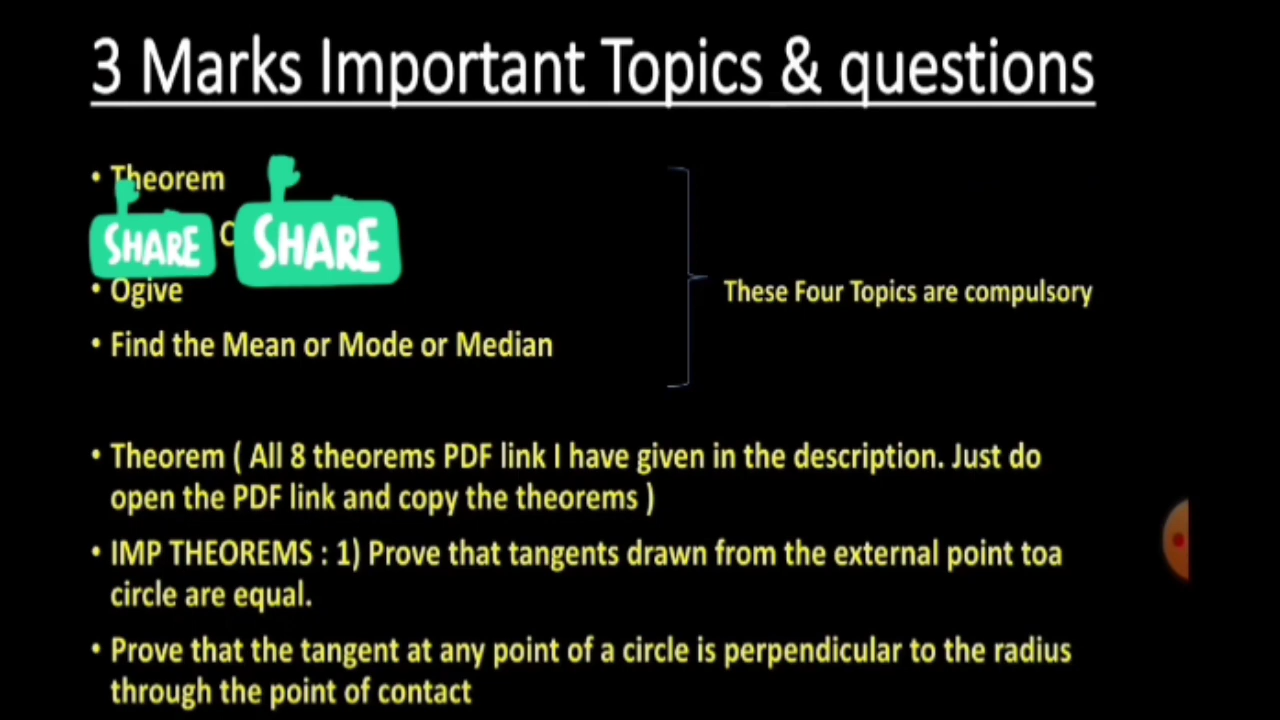 3 Marks Important Topics & questions
• Theorem
SHARE SHARE
• Ogive
These Four Topics are compulsory
• Find the Mean or Mode or Median
• Theorem ( All 8 theorems PDF link I have given in the description. Just do
open the PDF link and copy the theorems )
• IMP THEOREMS : 1) Prove that tangents drawn from the external point toa
circle are equal.
• Prove that the tangent at any point of a circle is perpendicular to the radius
through the point of contact